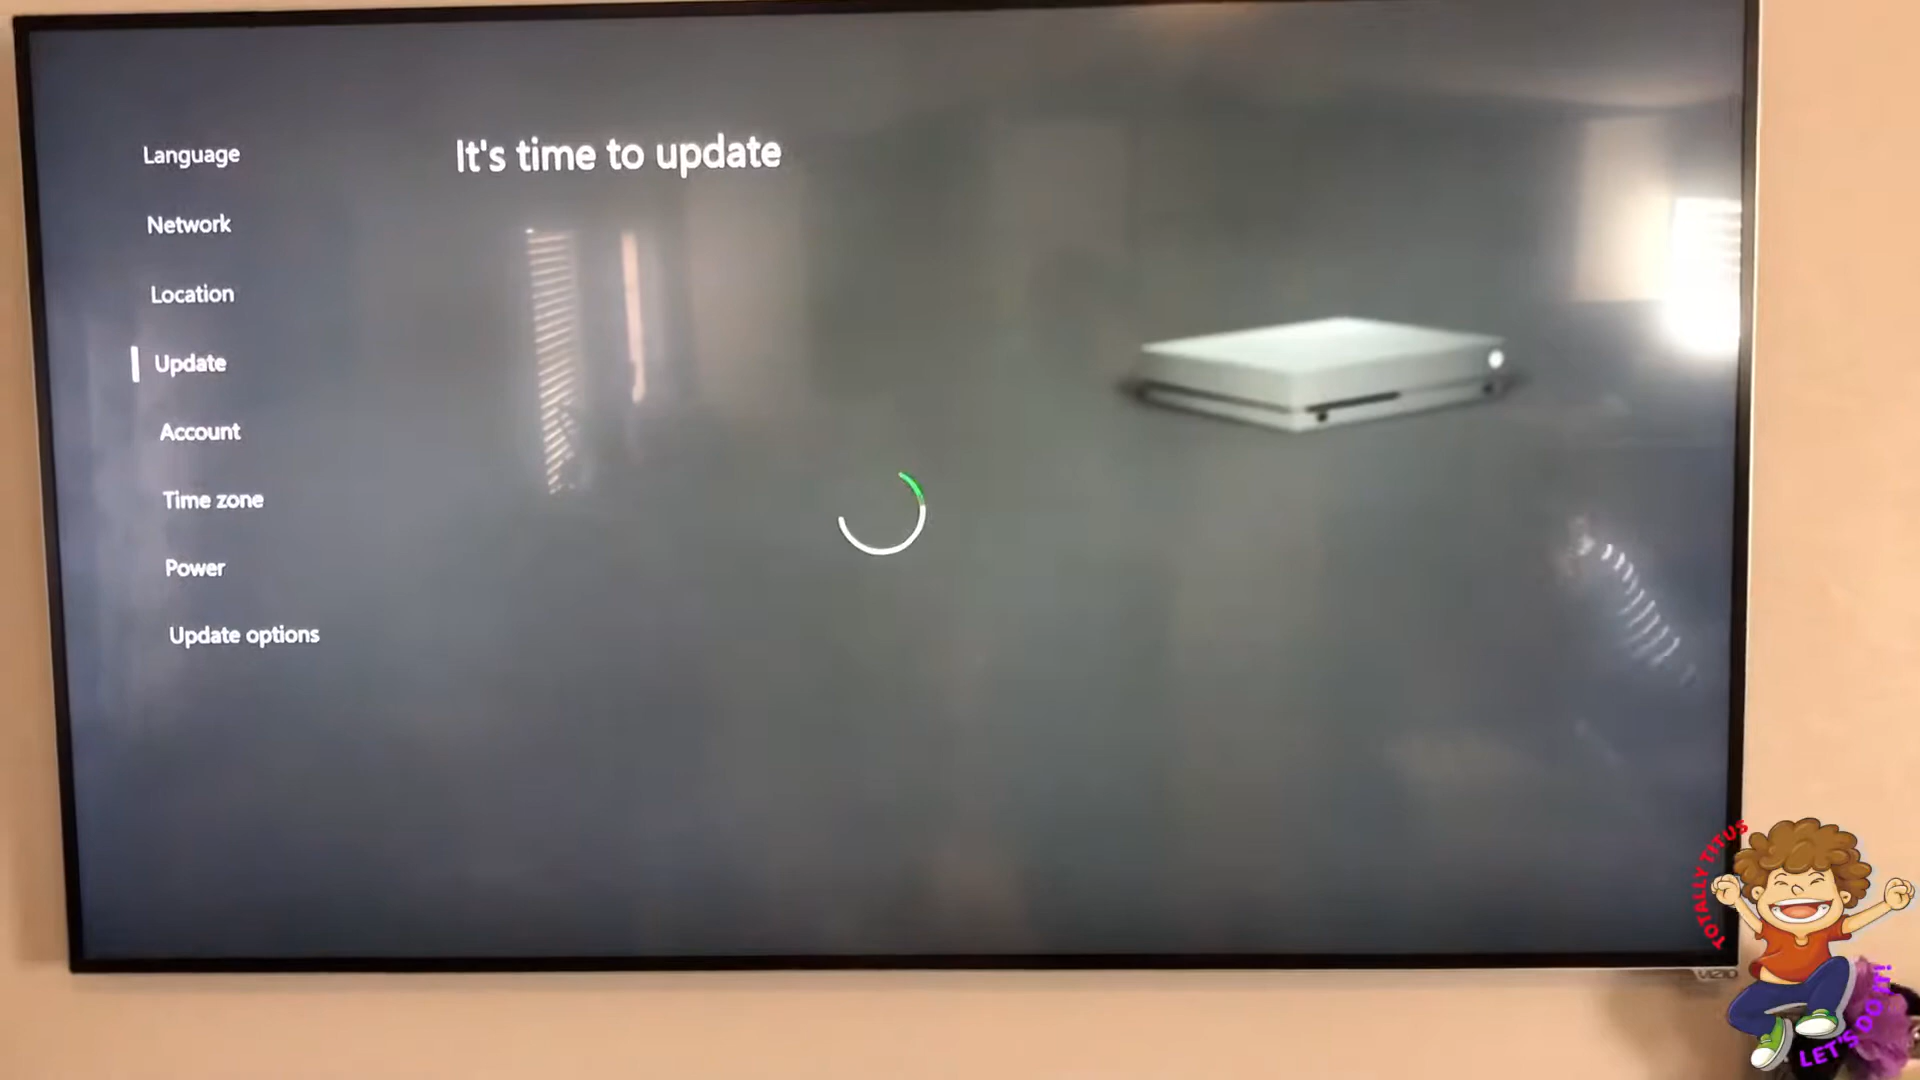 It's time to update
Language
Network
Location
Update
Account
Time zone
Power
Update options
TOTALLY TITUS
LET'S DO IT!
VIZIO